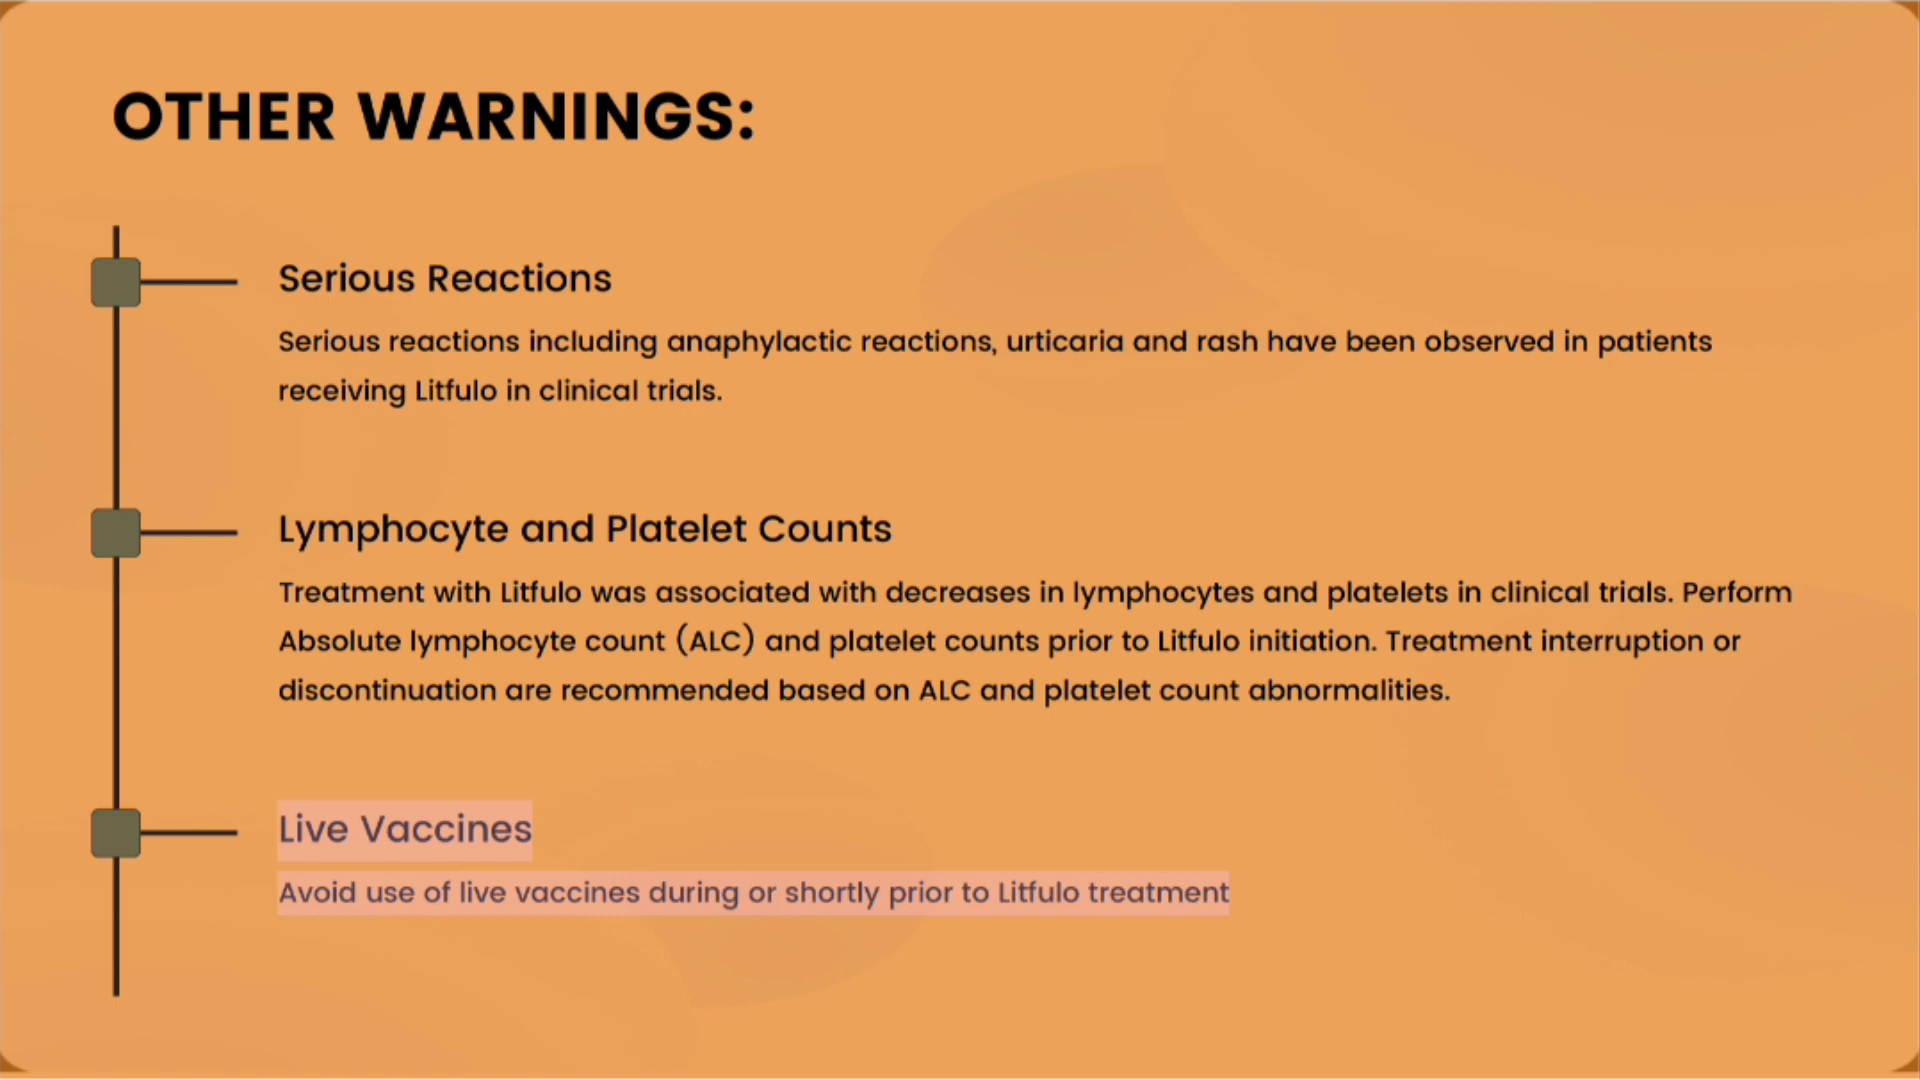 OTHER WARNINGS:
Serious Reactions
Serious reactions including anaphylactic reactions, urticaria and rash have been observed in patients
receiving Litfulo in clinical trials.
Lymphocyte and Platelet Counts
Treatment with Litfulo was associated with decreases in lymphocytes and platelets in clinical trials. Perform
Absolute lymphocyte count (ALC) and platelet counts prior to Litfulo initiation. Treatment interruption or
discontinuation are recommended based on ALC and platelet count abnormalities.
Live Vaccines
Avoid use of live vaccines during or shortly prior to Litfulo treatment